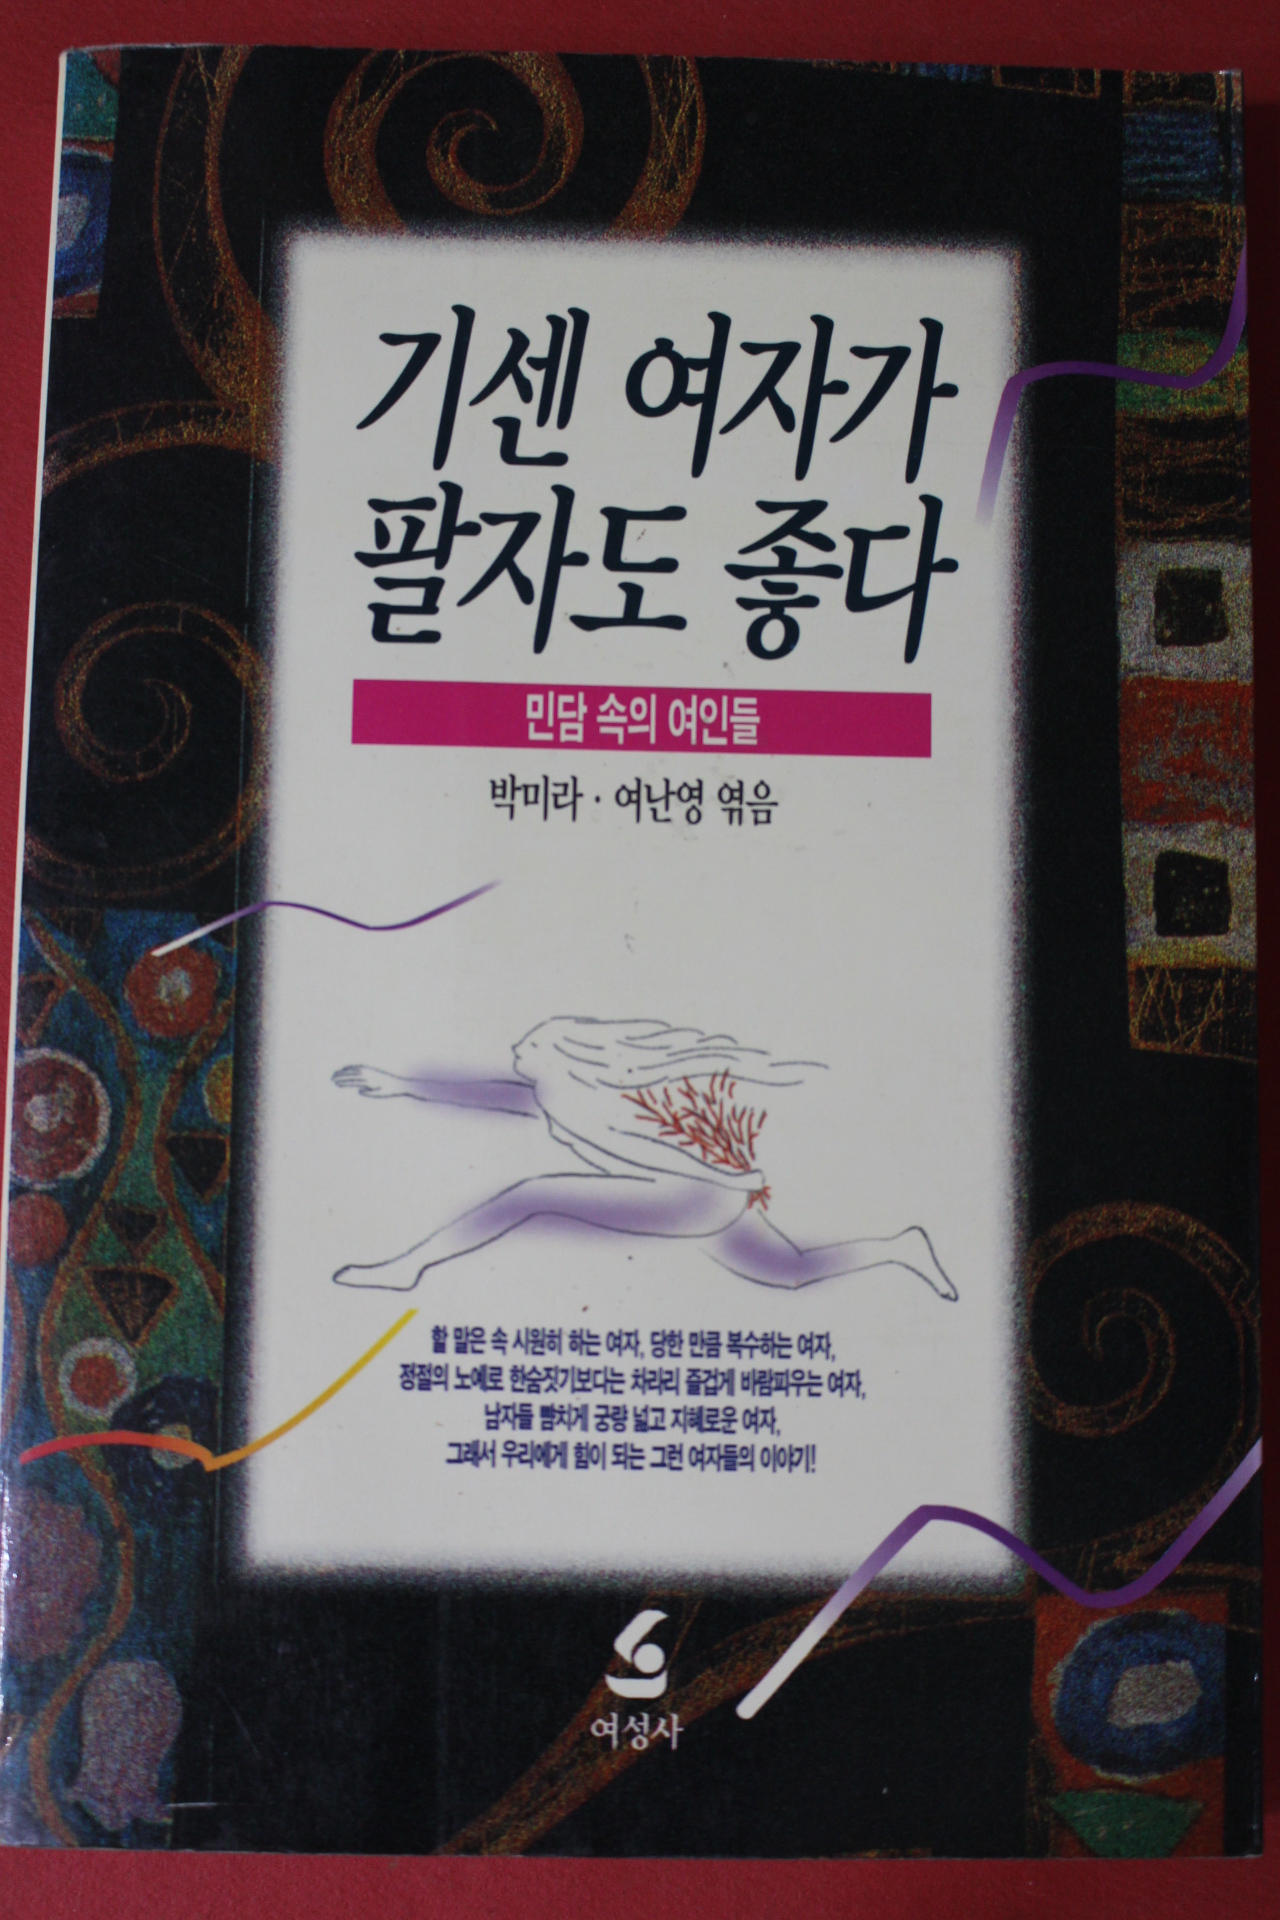 기센 여자가
팔자도 좋다
민담 속의 여인들
박미라 · 여난영 엮음
할 말은 속 시원히 하는 여자, 당한 만큼 복수하는 여자,
정절의 노예로 한숨짓기보다는 차라리 즐겁게 바람피우는 여자,
남자들 뺨치게 궁량 넓고 지혜로운 여자,
그래서 우리에게 힘이 되는 그런 여자들의 이야기!
여성사